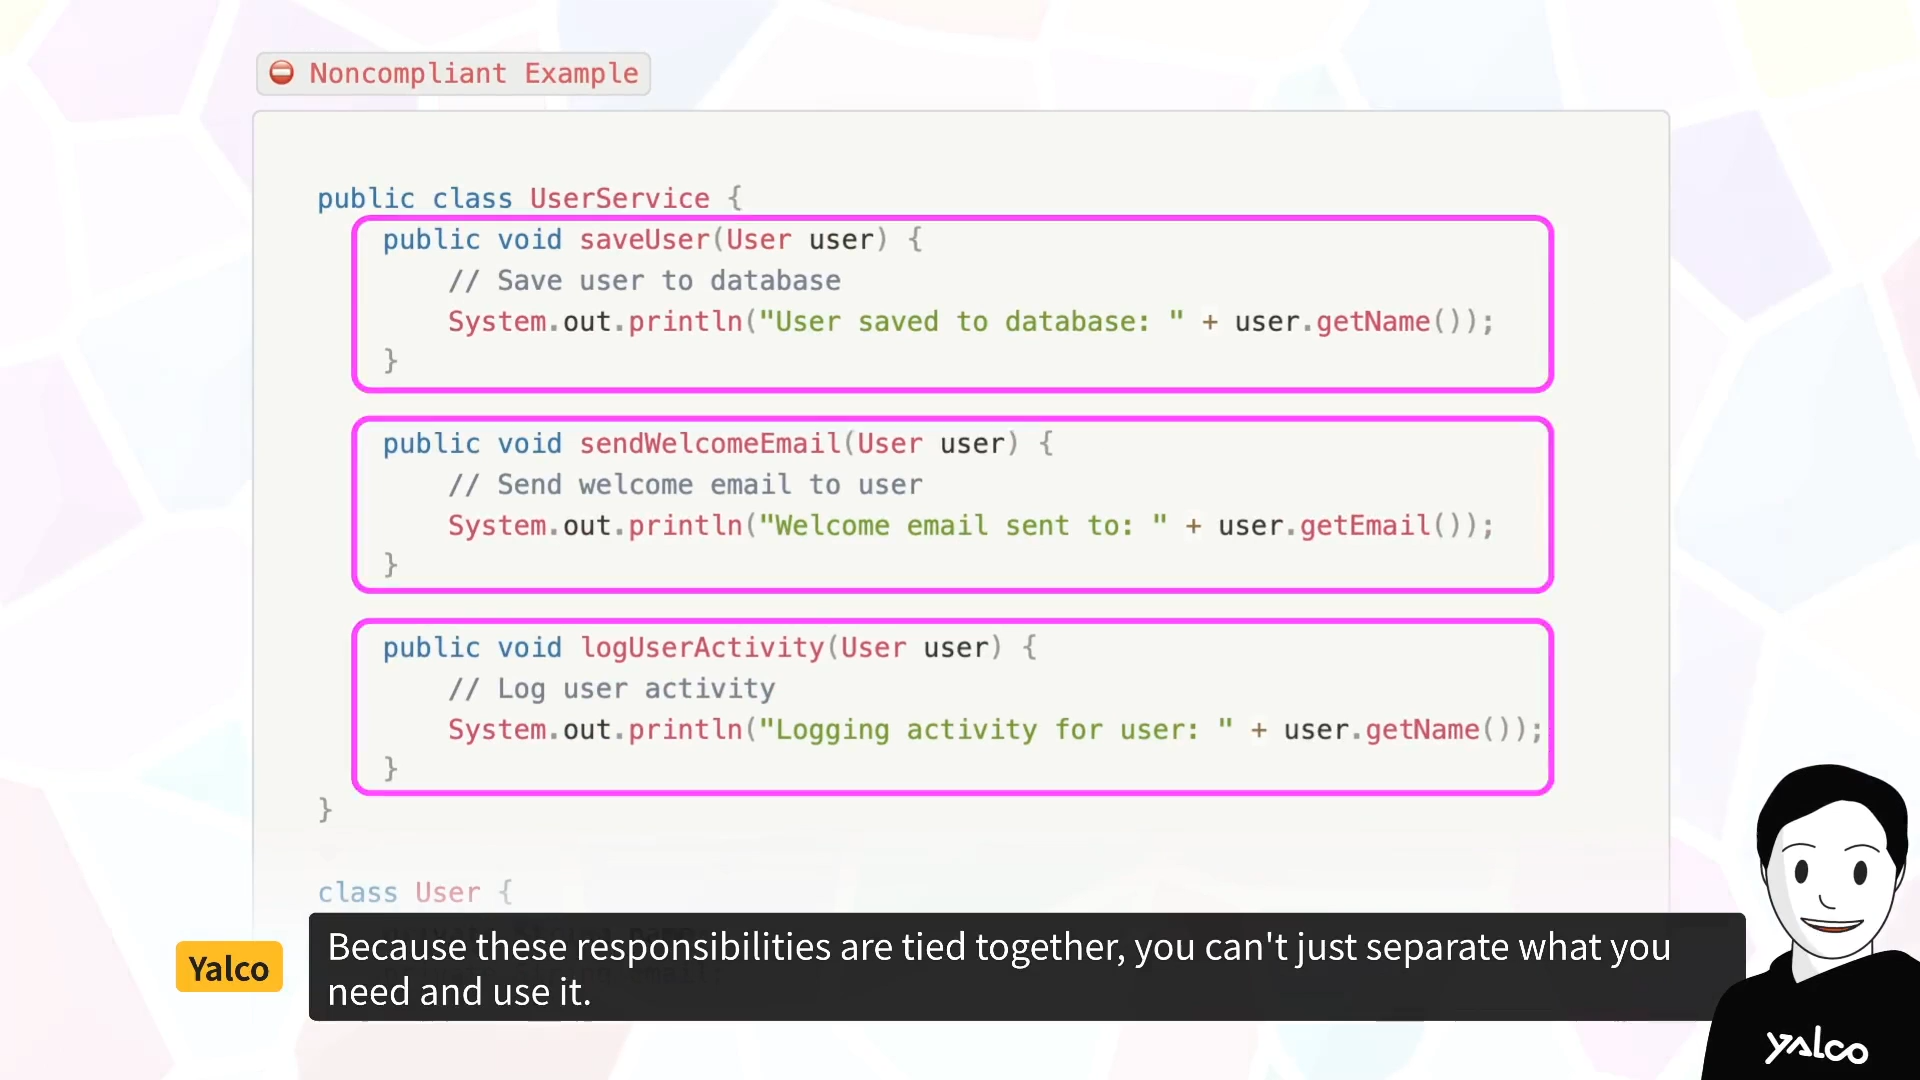 Noncompliant Example
public class UserService {
public void saveUser(User user) {
// Save user to database
System.out.println("User saved to database: " + user.getName());
}
public void sendWelcomeEmail(User user) {
// Send welcome email to user
System.out.println("Welcome email sent to: " + user.getEmail());
}
public void logUserActivity(User user) {
// Log user activity
System.out.println("Logging activity for user: " + user.getName());
}
}
class User {
Yalco
Because these responsibilities are tied together, you can't just separate what you
need and use it.
yalco